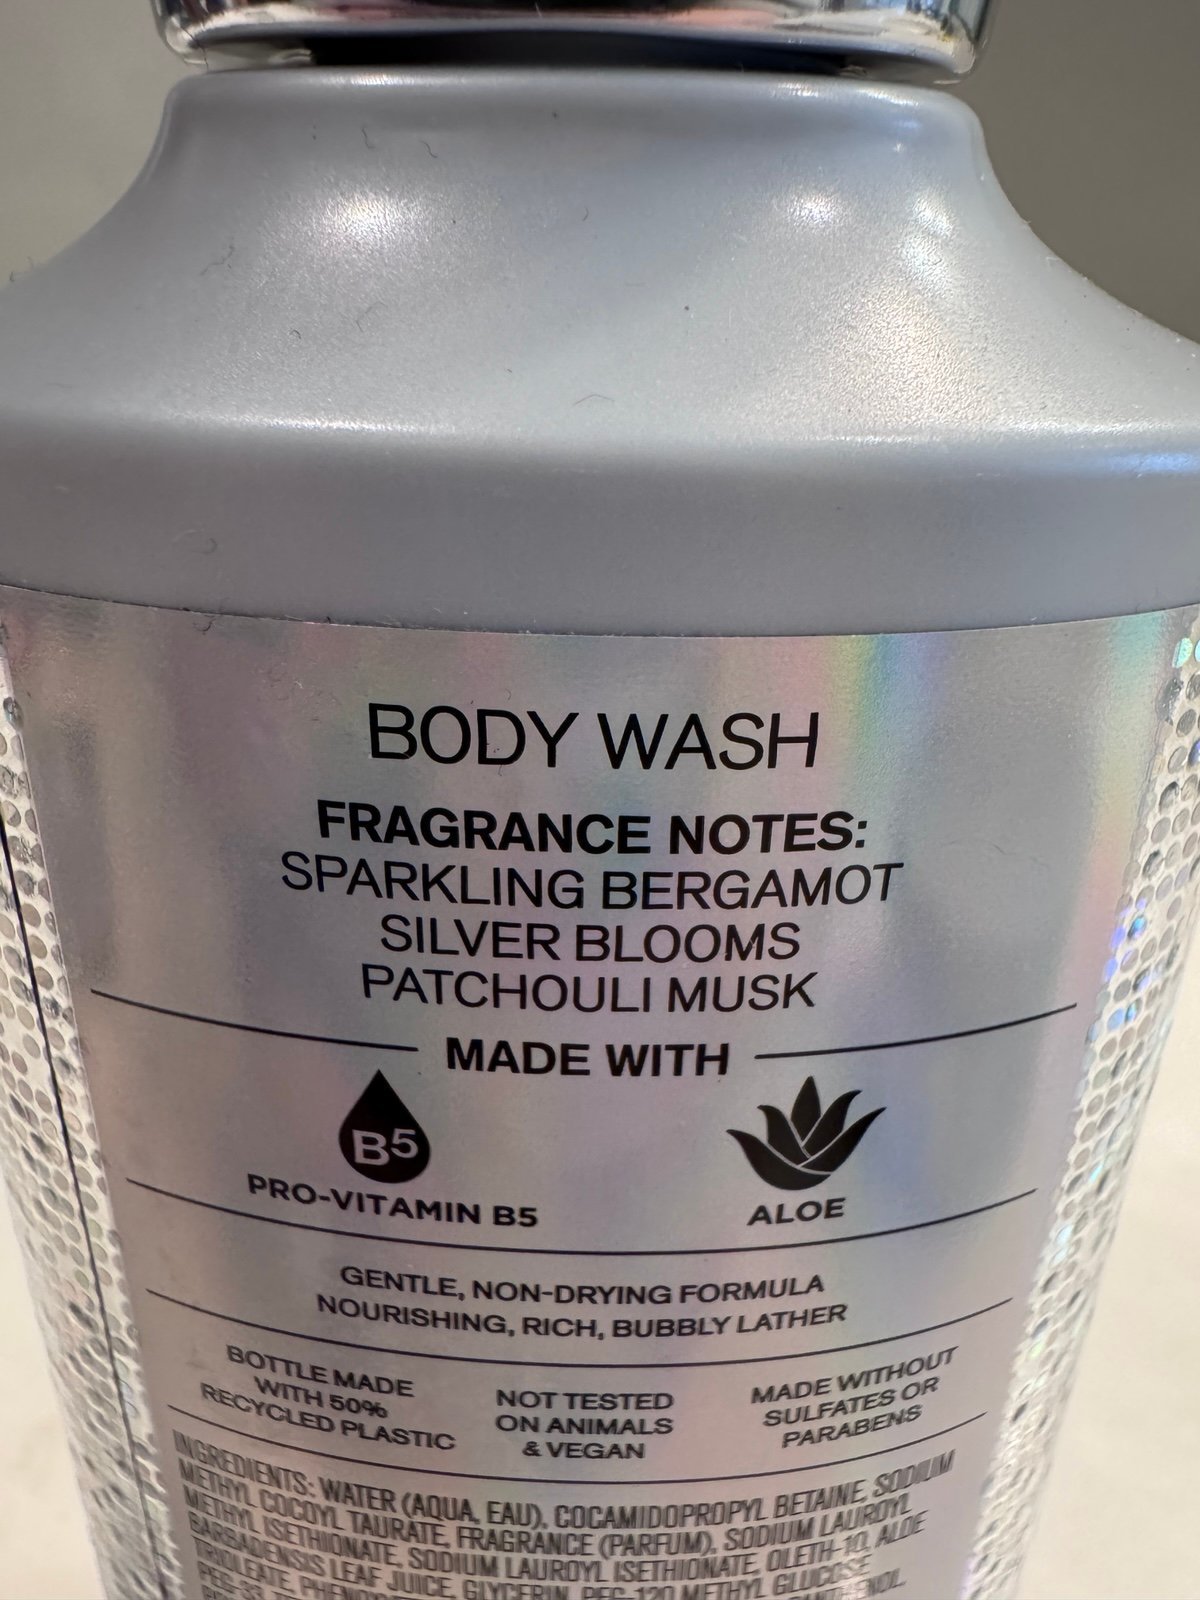 BODY WASH
FRAGRANCE NOTES:
SPARKLING BERGAMOT
SILVER BLOOMS
PATCHOULI MUSK
MADE WITH
B5
PRO-VITAMIN B5
ALOE
GENTLE, NON-DRYING FORMULA
NOURISHING, RICH, BUBBLY LATHER
BOTTLE MADE
WITH 50%
RECYCLED PLASTIC
NOT TESTED
ON ANIMALS
& VEGAN
MADE WITHOUT
SULFATES OR
PARABENS
INGREDIENTS: WATER (AQUA, EAU), COCAMIDOPROPYL BETAINE, SODIUM
METHYL COCOYL TAURATE, FRAGRANCE (PARFUM), SODIUM LAUROYL
METHYL ISETHIONATE, SODIUM LAUROYL ISETHIONATE, OLETH-10, ALOE
BARBADENSIS LEAF JUICE, GLYCERIN, PEG-120 METHYL GLUCOSE
TRIOLEATE,